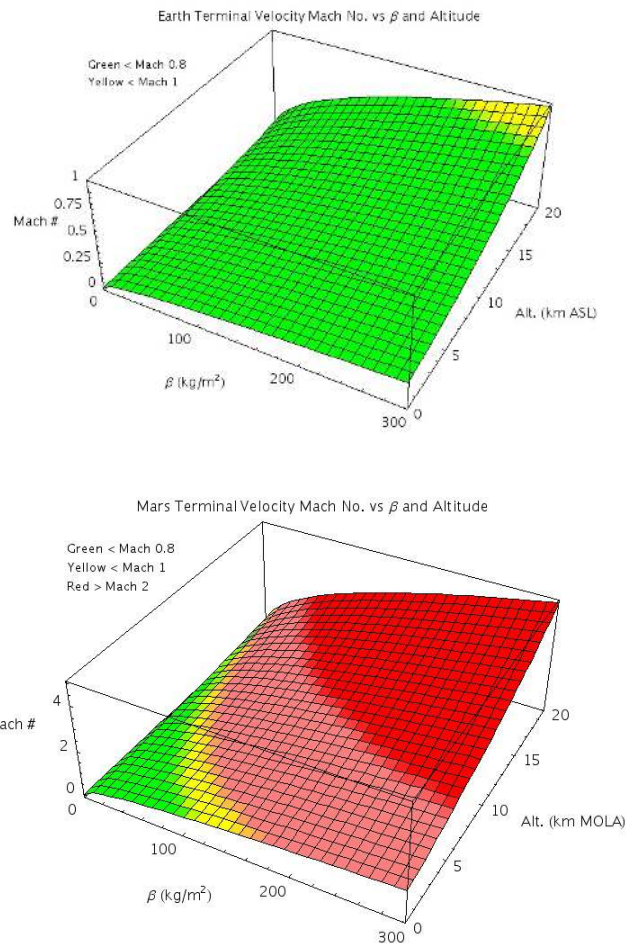 Earth Terminal Velocity Mach No. vs β and Altitude
Green < Mach 0.8
Yellow < Mach 1
1
0.75
Mach # 0.5
0.25
0
0
100
200
300
β (kg/m²)
0
5
10
15
20
Alt. (km ASL)
Mars Terminal Velocity Mach No. vs β and Altitude
Green < Mach 0.8
Yellow < Mach 1
Red > Mach 2
4
ach #
2
0
0
100
200
300
β (kg/m²)
0
5
10
15
20
Alt. (km MOLA)